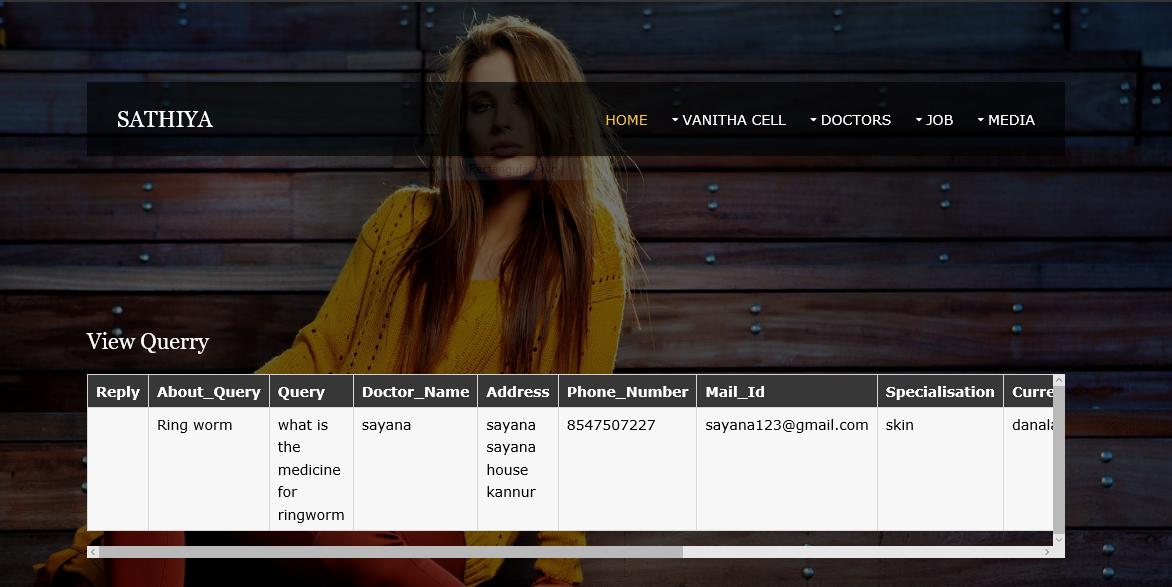 SATHIYA
HOME VANITHA CELL DOCTORS JOB MEDIA
View Querry
Reply About_Query Query Doctor_Name Address Phone_Number Mail_Id Specialisation Curre
Ring worm what is sayana sayana 8547507227 sayana123@gmail.com skin danala
the sayana
medicine house
for kannur
ringworm